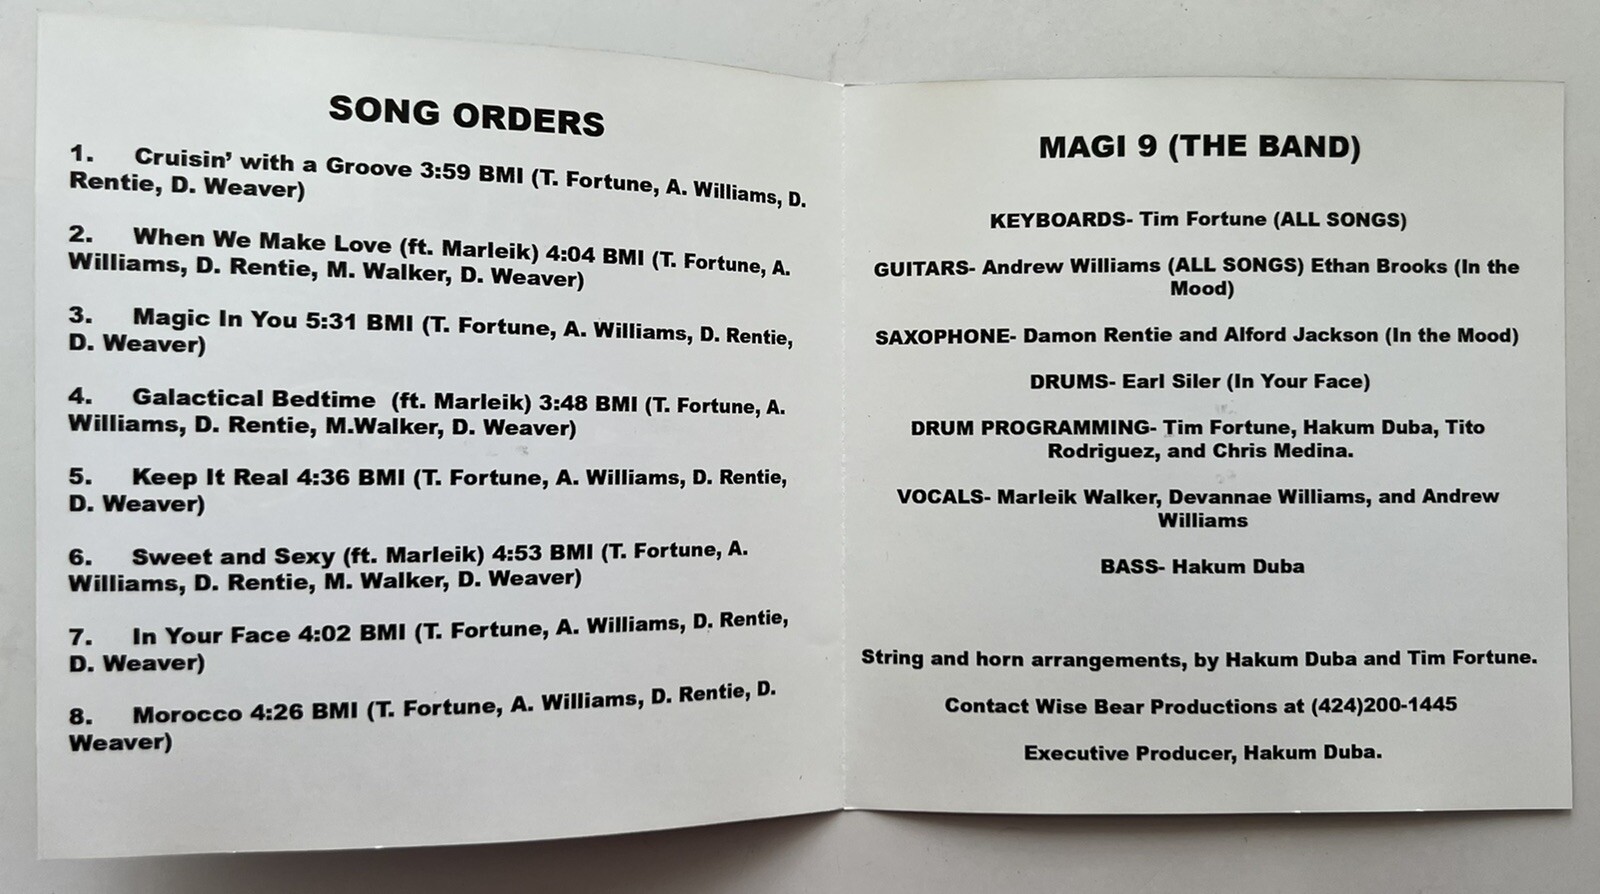 SONG ORDERS
1. Cruisin' with a Groove 3:59 BMI (T. Fortune, A. Williams, D.
Rentie, D. Weaver)
2. When We Make Love (ft. Marleik) 4:04 BMI (T. Fortune, A.
Williams, D. Rentie, M. Walker, D. Weaver)
3. Magic In You 5:31 BMI (T. Fortune, A. Williams, D. Rentie,
D. Weaver)
4. Galactical Bedtime (ft. Marleik) 3:48 BMI (T. Fortune, A.
Williams, D. Rentie, M.Walker, D. Weaver)
5. Keep It Real 4:36 BMI (T. Fortune, A. Williams, D. Rentie,
D. Weaver)
6. Sweet and Sexy (ft. Marleik) 4:53 BMI (T. Fortune, A.
Williams, D. Rentie, M. Walker, D. Weaver)
7. In Your Face 4:02 BMI (T. Fortune, A. Williams, D. Rentie,
D. Weaver)
8. Morocco 4:26 BMI (T. Fortune, A. Williams, D. Rentie, D.
Weaver)
MAGI 9 (THE BAND)
KEYBOARDS- Tim Fortune (ALL SONGS)
GUITARS- Andrew Williams (ALL SONGS) Ethan Brooks (In the
Mood)
SAXOPHONE- Damon Rentie and Alford Jackson (In the Mood)
DRUMS- Earl Siler (In Your Face)
DRUM PROGRAMMING- Tim Fortune, Hakum Duba, Tito
Rodriguez, and Chris Medina.
VOCALS- Marleik Walker, Devannae Williams, and Andrew
Williams
BASS- Hakum Duba
String and horn arrangements, by Hakum Duba and Tim Fortune.
Contact Wise Bear Productions at (424)200-1445
Executive Producer, Hakum Duba.